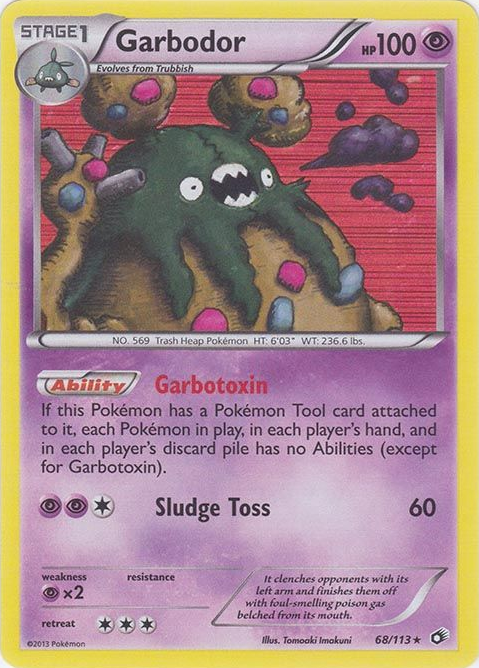 STAGE1
Garbodor
HP100
Evolves from Trubbish
NO. 569 Trash Heap Pokémon HT: 6'03" WT: 236.6 lbs.
Ability Garbotoxin
If this Pokémon has a Pokémon Tool card attached
to it, each Pokémon in play, in each player's hand, and
in each player's discard pile has no Abilities (except
for Garbotoxin).
Sludge Toss 60
weakness resistance
×2
retreat
It clenches opponents with its
left arm and finishes them off
with foul-smelling poison gas
belched from its mouth.
©2013 Pokémon
Illus. Tomoaki Imakuni
68/113★